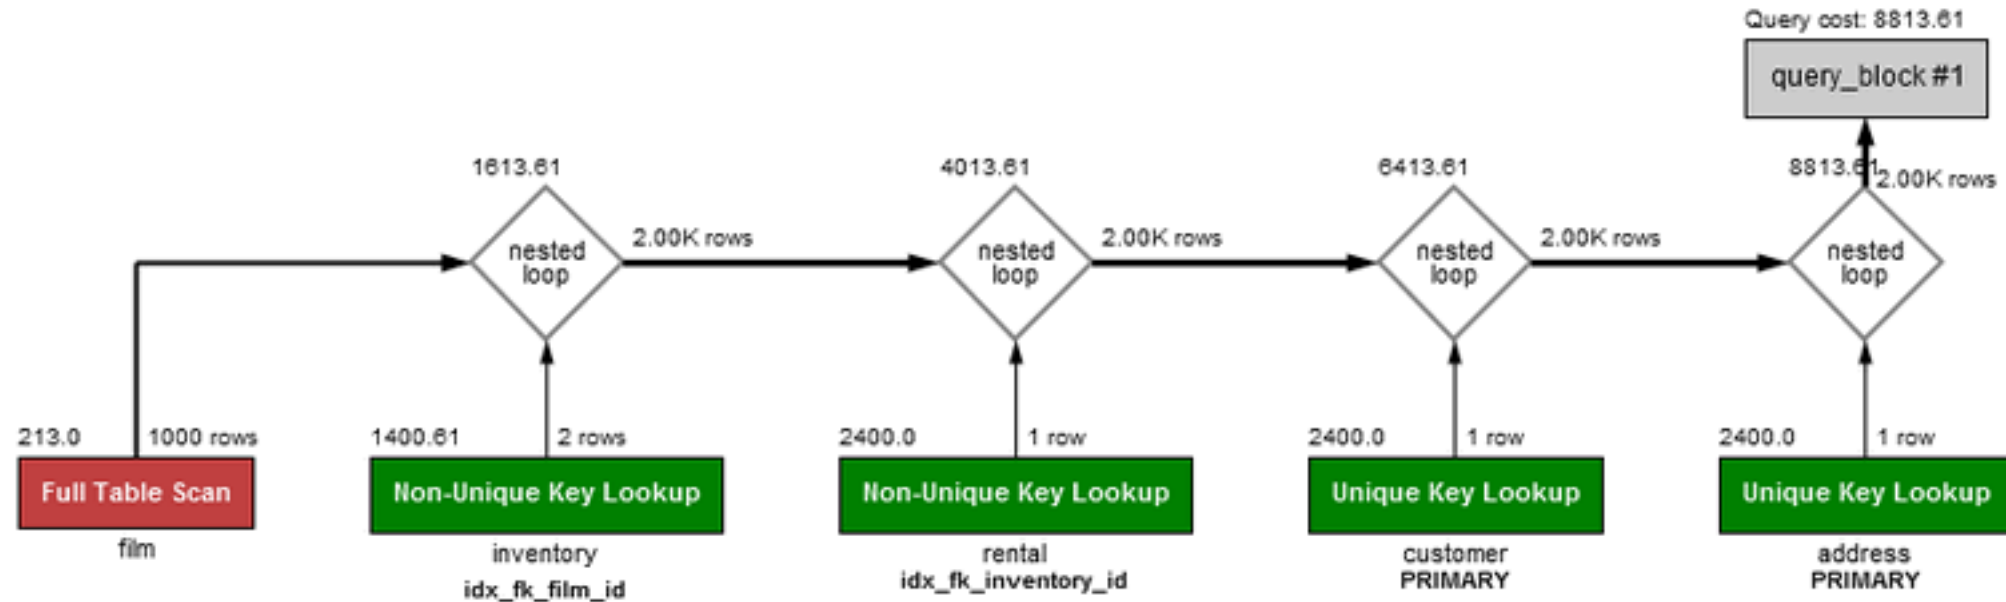 Query cost: 8813.61
query_block #1
1613.61
4013.61
6413.61
8813.61
2.00K rows
nested
loop
2.00K rows
nested
loop
2.00K rows
nested
loop
2.00K rows
nested
loop
213.0
1000 rows
1400.61
2 rows
2400.0
1 row
2400.0
1 row
2400.0
1 row
Full Table Scan
Non-Unique Key Lookup
Non-Unique Key Lookup
Unique Key Lookup
Unique Key Lookup
film
inventory
idx_fk_film_id
rental
idx_fk_inventory_id
customer
PRIMARY
address
PRIMARY